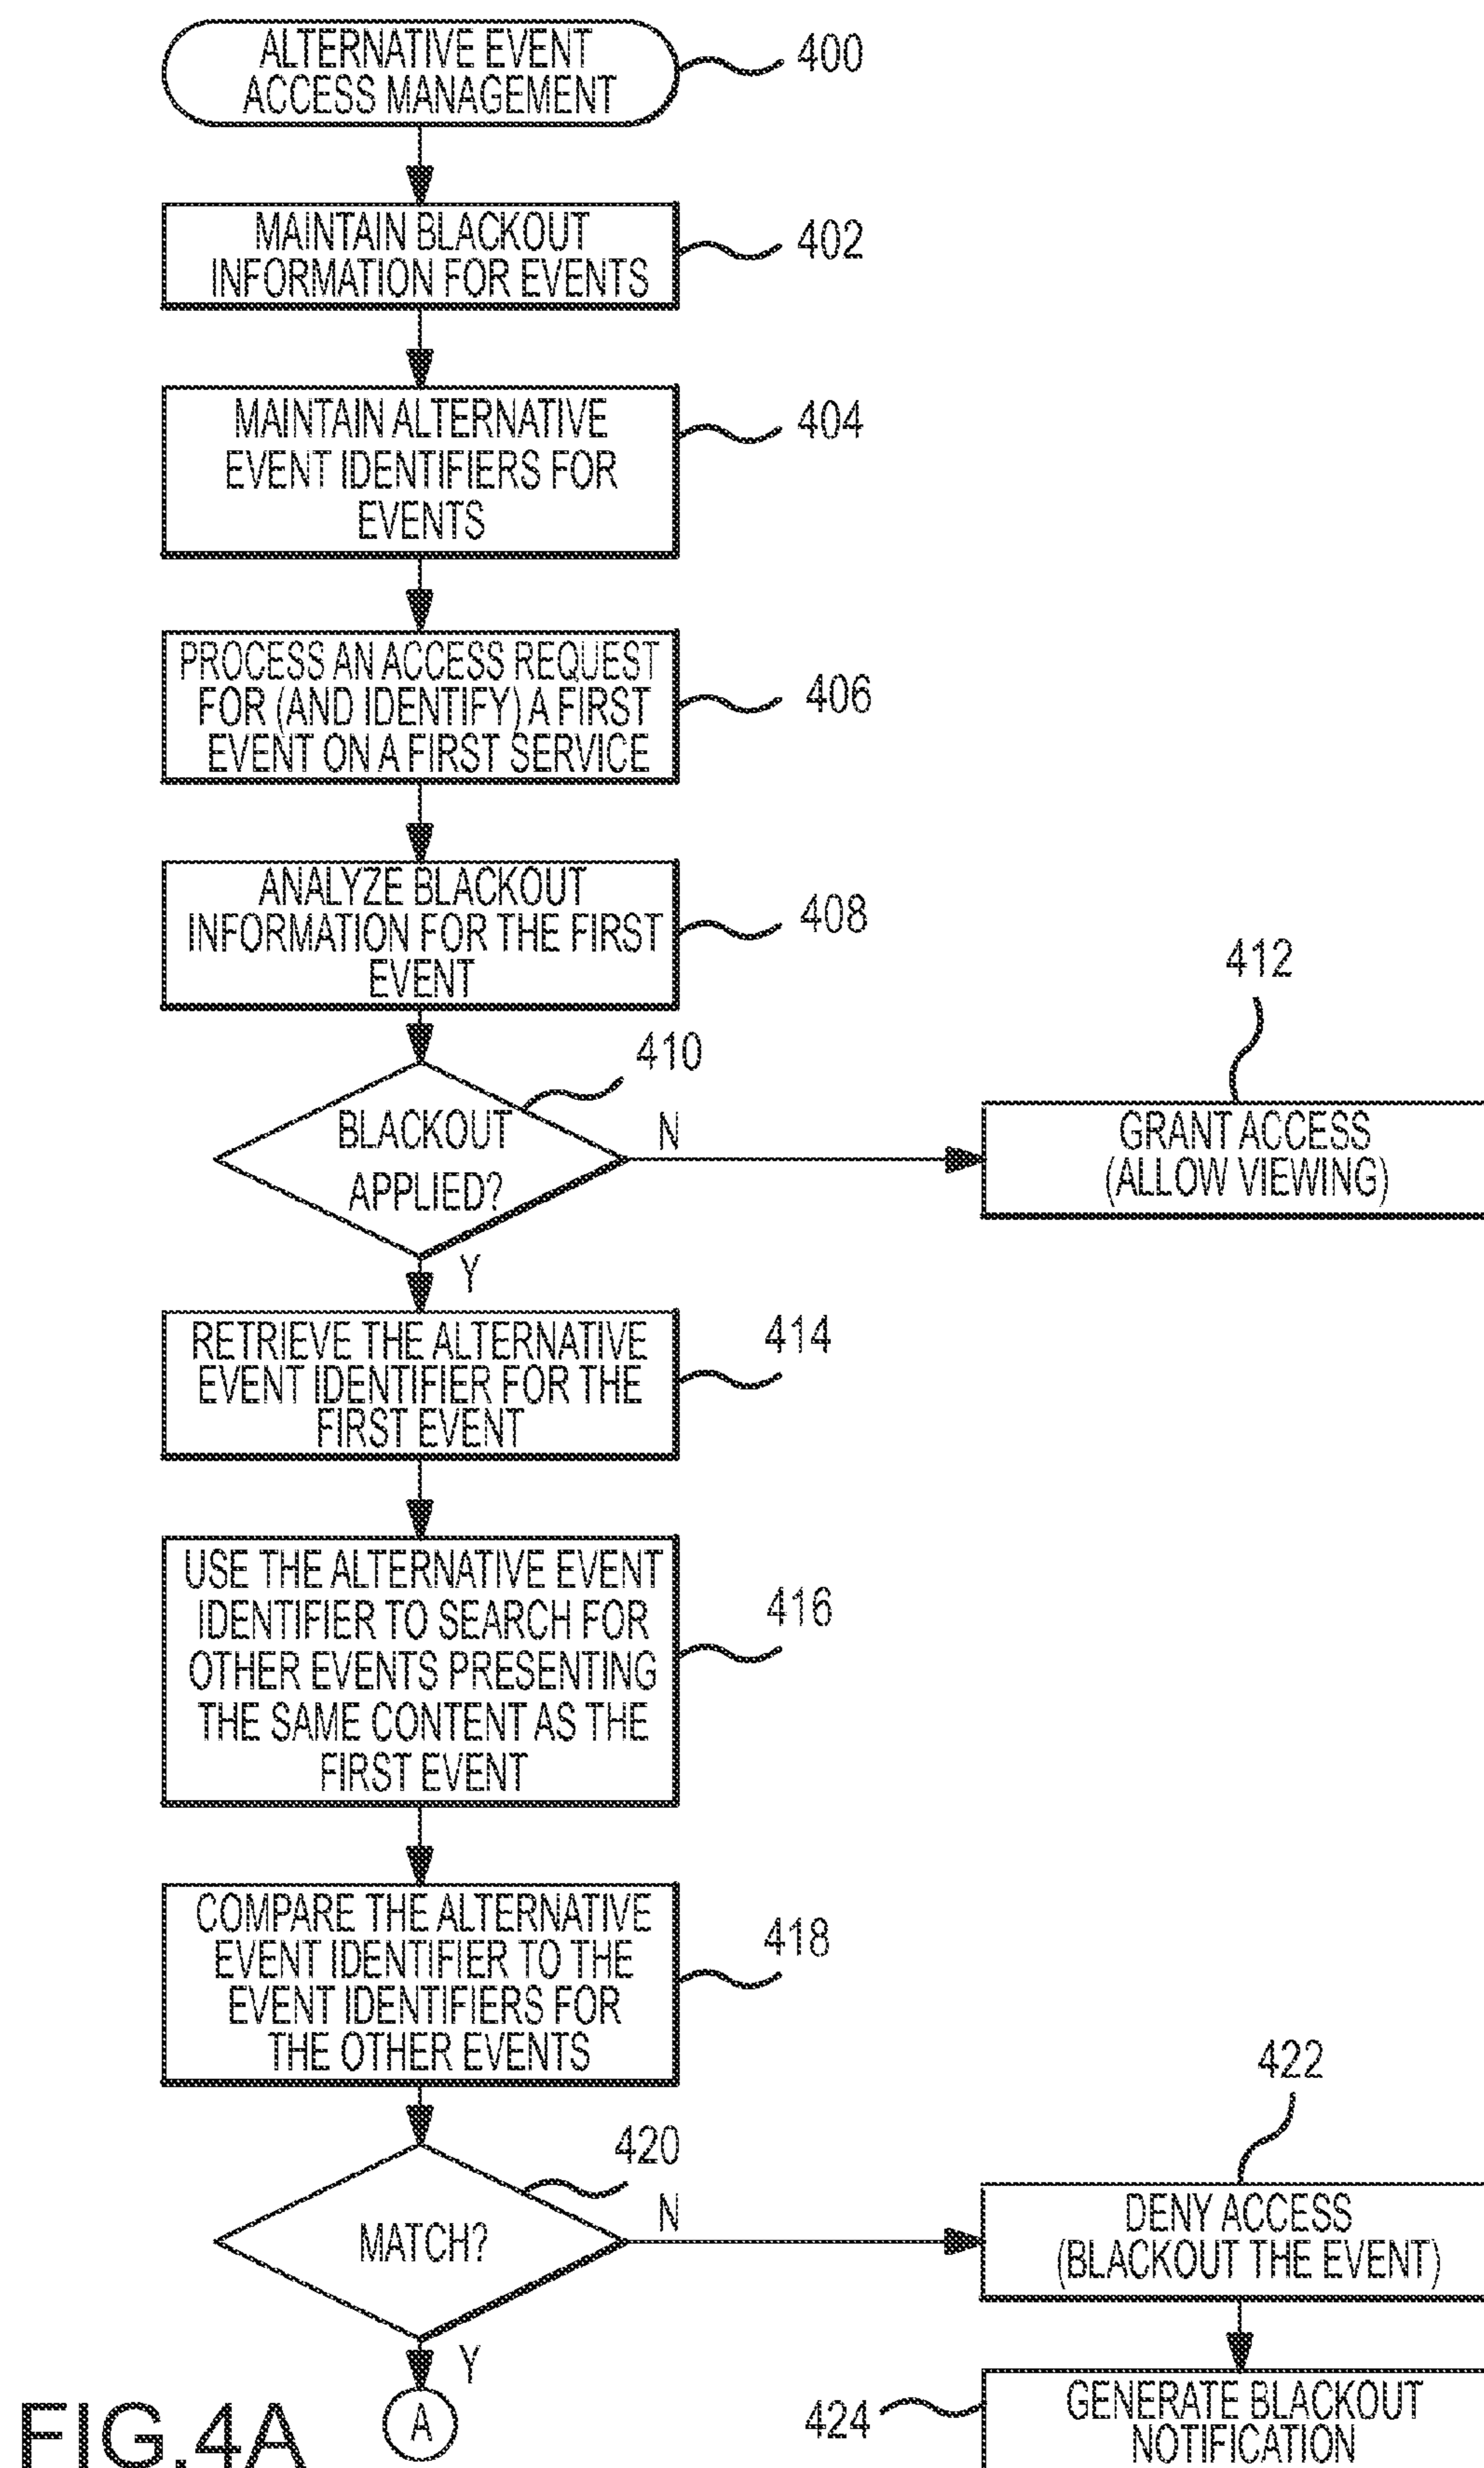 ALTERNATIVE EVENT
ACCESS MANAGEMENT
400
MAINTAIN BLACKOUT
INFORMATION FOR EVENTS
402
MAINTAIN ALTERNATIVE
EVENT IDENTIFIERS FOR
EVENTS
404
PROCESS AN ACCESS REQUEST
FOR (AND IDENTIFY) A FIRST
EVENT ON A FIRST SERVICE
406
ANALYZE BLACKOUT
INFORMATION FOR THE FIRST
EVENT
408
BLACKOUT
APPLIED?
410
N
Y
412
GRANT ACCESS
(ALLOW VIEWING)
RETRIEVE THE ALTERNATIVE
EVENT IDENTIFIER FOR THE
FIRST EVENT
414
USE THE ALTERNATIVE EVENT
IDENTIFIER TO SEARCH FOR
OTHER EVENTS PRESENTING
THE SAME CONTENT AS THE
FIRST EVENT
416
COMPARE THE ALTERNATIVE
EVENT IDENTIFIER TO THE
EVENT IDENTIFIERS FOR
THE OTHER EVENTS
418
MATCH?
420
N
Y
422
DENY ACCESS
(BLACKOUT THE EVENT)
424
GENERATE BLACKOUT
NOTIFICATION
A
FIG.4A